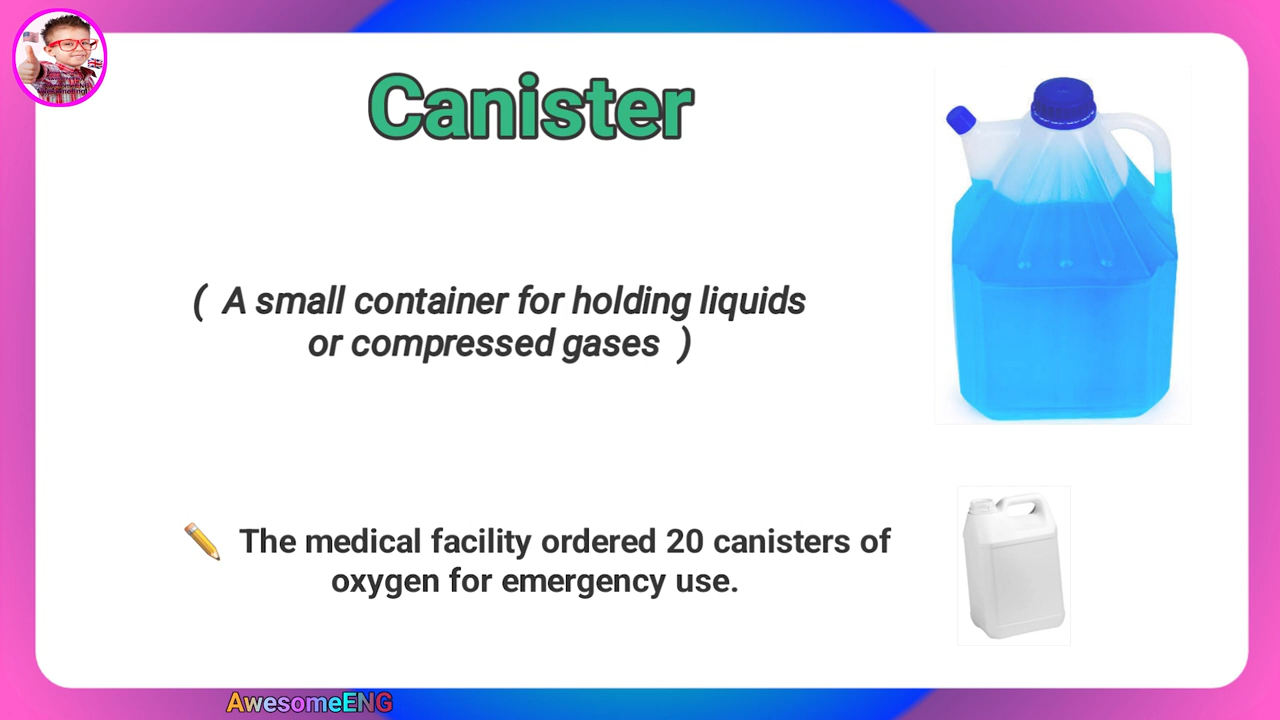 Canister
( A small container for holding liquids
or compressed gases )
The medical facility ordered 20 canisters of
oxygen for emergency use.
AwesomeENG